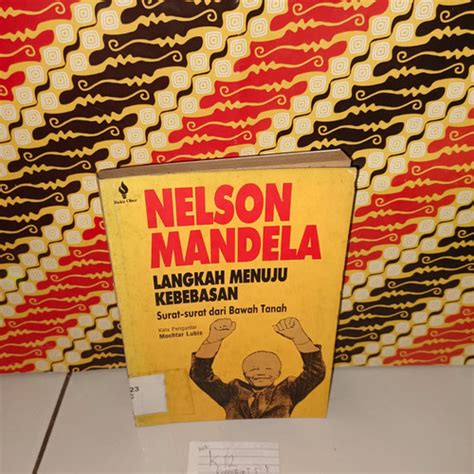 NELSON
MANDELA
LANGKAH MENUJU
KEBEBASAN
Surat-surat dari Bawah Tanah
Kata Pengantar
Mochtar Lubis
23